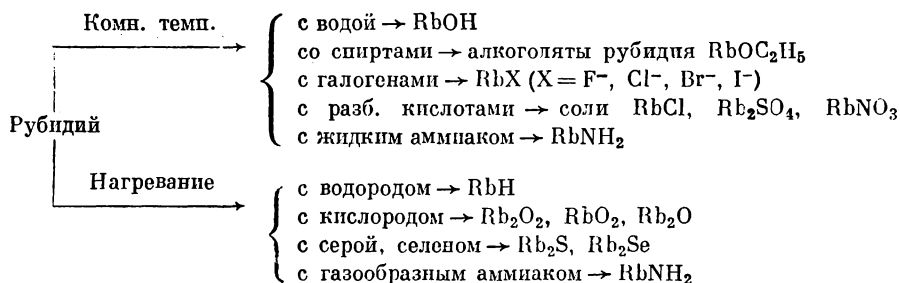 Комн. темп.
с водой → RbOH
со спиртами → алкоголяты рубидия RbOC₂H₅
с галогенами → RbX (X = F⁻, Cl⁻, Br⁻, I⁻)
с разб. кислотами → соли RbCl, Rb₂SO₄, RbNO₃
с жидким аммиаком → RbNH₂
Рубидий
Нагревание
с водородом → RbH
с кислородом → Rb₂O₂, RbO₂, Rb₂O
с серой, селеном → Rb₂S, Rb₂Se
с газообразным аммиаком → RbNH₂